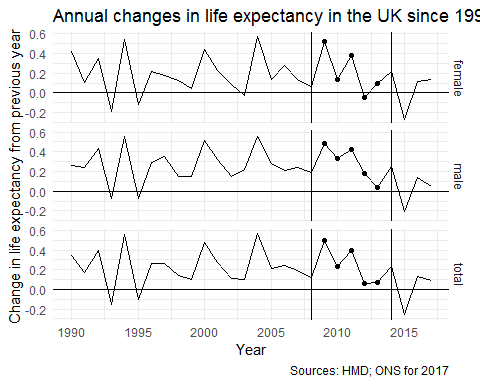 Annual changes in life expectancy in the UK since 199
Change in life expectancy from previous year
0.6
0.4
0.2
0.0
-0.2
female
0.6
0.4
0.2
0.0
-0.2
male
0.6
0.4
0.2
0.0
-0.2
total
1990 1995 2000 2005 2010 2015
Year
Sources: HMD; ONS for 2017